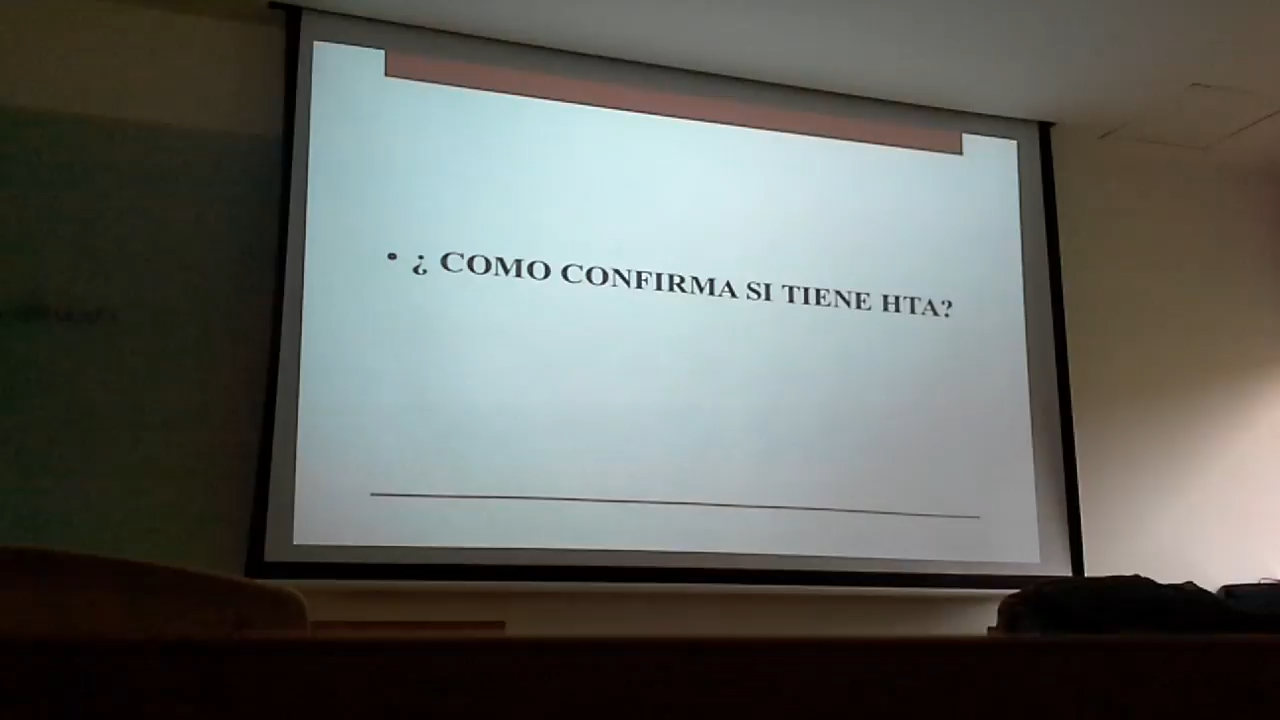 • ¿ COMO CONFIRMA SI TIENE HTA?